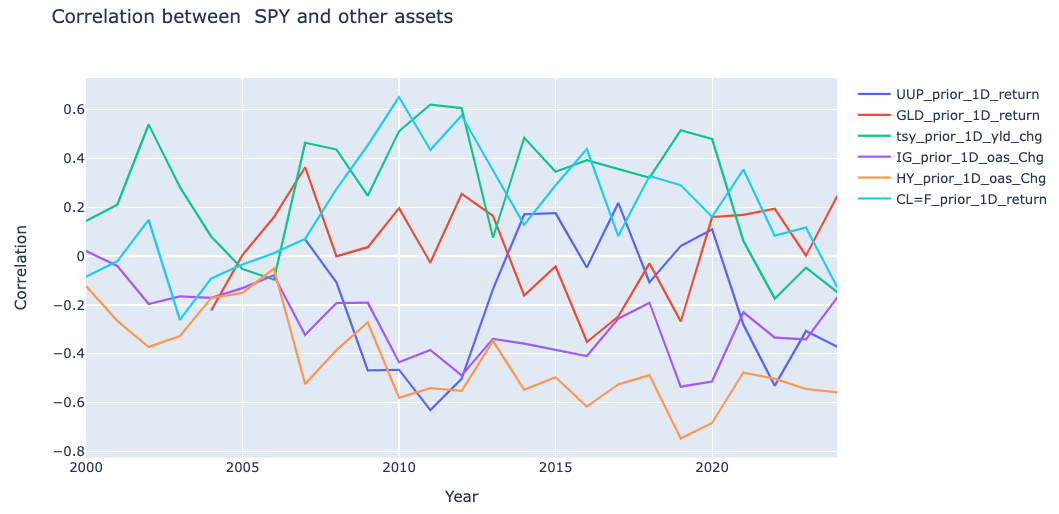 Correlation between  SPY and other assets
UUP_prior_1D_return
GLD_prior_1D_return
tsy_prior_1D_yld_chg
IG_prior_1D_oas_Chg
HY_prior_1D_oas_Chg
CL=F_prior_1D_return
Correlation
0.6
0.4
0.2
0
−0.2
−0.4
−0.6
−0.8
2000
2005
2010
2015
2020
Year